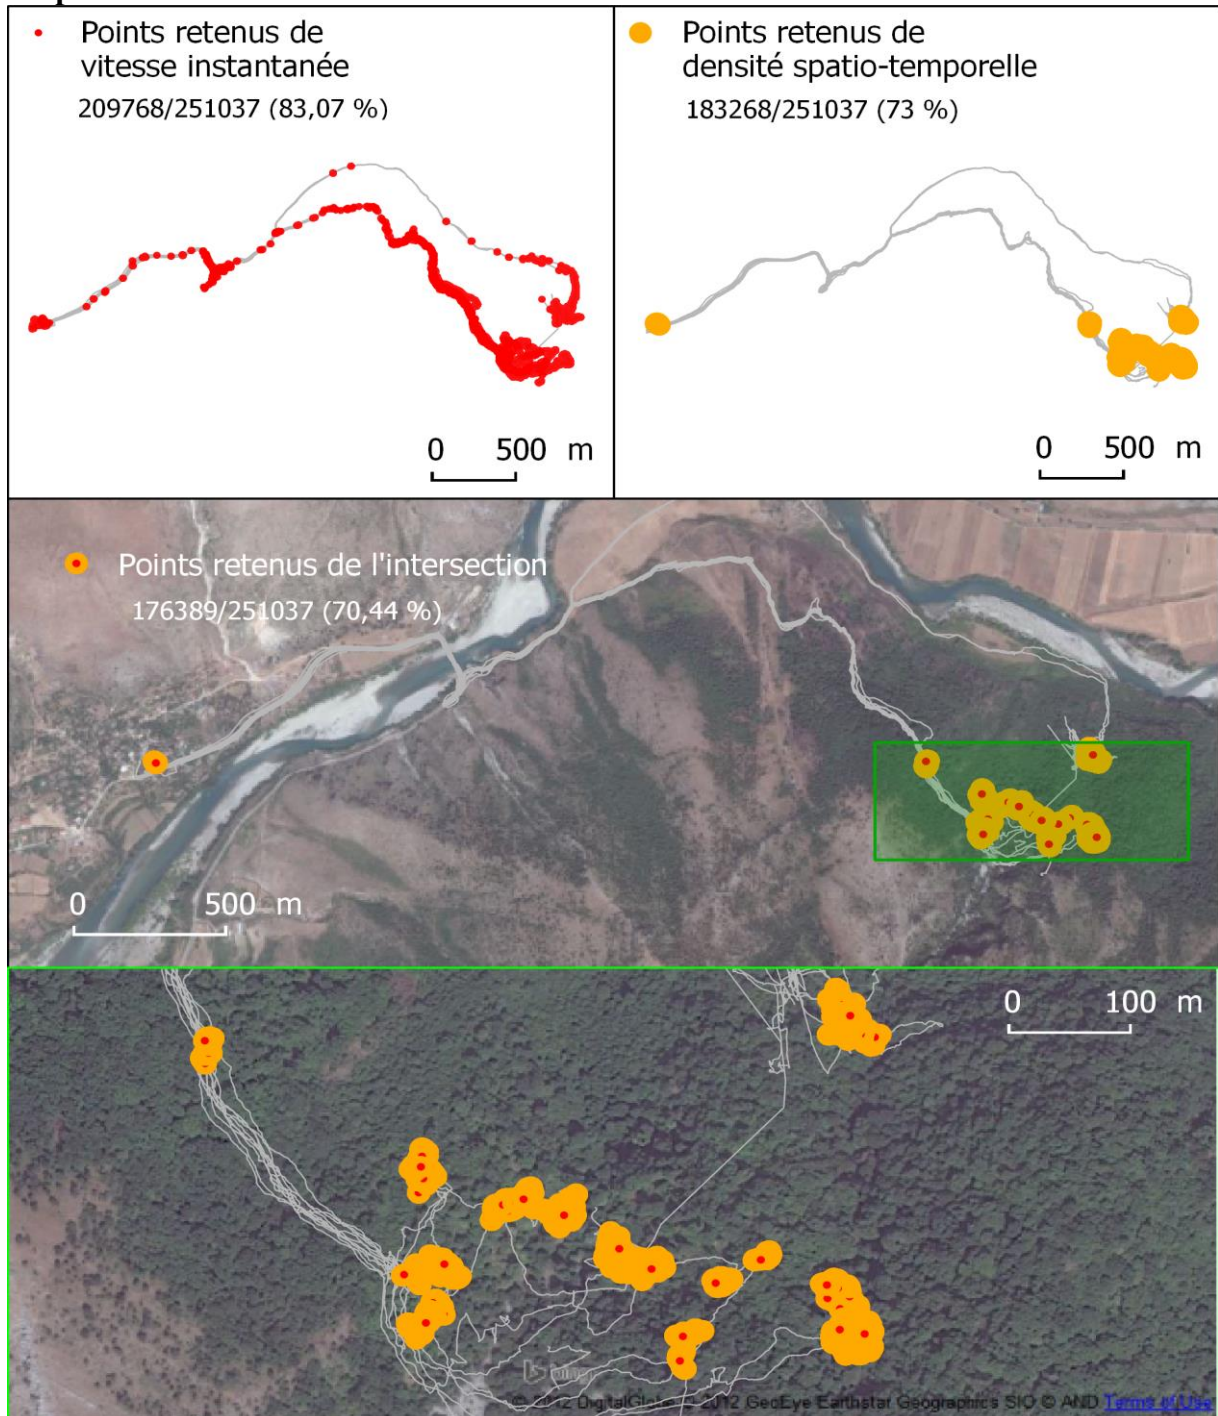 Points retenus de
vitesse instantanée
209768/251037 (83,07 %)
0 500 m
Points retenus de
densité spatio-temporelle
183268/251037 (73 %)
0 500 m
Points retenus de l'intersection
176389/251037 (70,44 %)
0 500 m
0 100 m
bing
© 2012 DigitalGlobe © 2012 GeoEye Earthstar Geographics SIO © AND Terms of Use